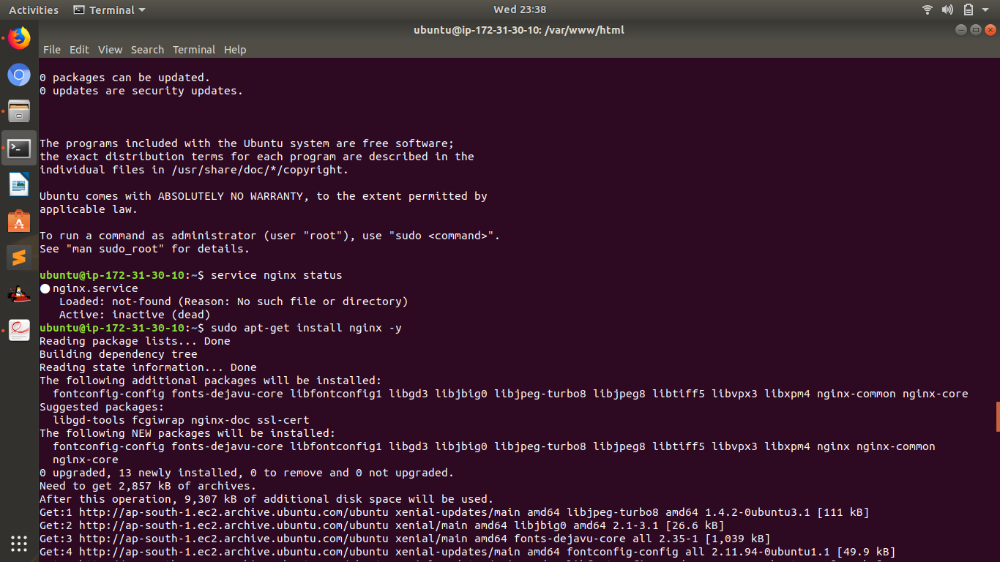 Activities Terminal Wed 23:38
ubuntu@ip-172-31-30-10: /var/www/html
File Edit View Search Terminal Help
0 packages can be updated.
0 updates are security updates.
The programs included with the Ubuntu system are free software;
the exact distribution terms for each program are described in the
individual files in /usr/share/doc/*/copyright.
Ubuntu comes with ABSOLUTELY NO WARRANTY, to the extent permitted by
applicable law.
To run a command as administrator (user "root"), use "sudo <command>".
See "man sudo_root" for details.
ubuntu@ip-172-31-30-10:~$ service nginx status
● nginx.service
   Loaded: not-found (Reason: No such file or directory)
   Active: inactive (dead)
ubuntu@ip-172-31-30-10:~$ sudo apt-get install nginx -y
Reading package lists... Done
Building dependency tree
Reading state information... Done
The following additional packages will be installed:
  fontconfig-config fonts-dejavu-core libfontconfig1 libgd3 libjbig0 libjpeg-turbo8 libjpeg8 libtiff5 libvpx3 libxpm4 nginx-common nginx-core
Suggested packages:
  libgd-tools fcgiwrap nginx-doc ssl-cert
The following NEW packages will be installed:
  fontconfig-config fonts-dejavu-core libfontconfig1 libgd3 libjbig0 libjpeg-turbo8 libjpeg8 libtiff5 libvpx3 libxpm4 nginx nginx-common
  nginx-core
0 upgraded, 13 newly installed, 0 to remove and 0 not upgraded.
Need to get 2,857 kB of archives.
After this operation, 9,307 kB of additional disk space will be used.
Get:1 http://ap-south-1.ec2.archive.ubuntu.com/ubuntu xenial-updates/main amd64 libjpeg-turbo8 amd64 1.4.2-0ubuntu3.1 [111 kB]
Get:2 http://ap-south-1.ec2.archive.ubuntu.com/ubuntu xenial/main amd64 libjbig0 amd64 2.1-3.1 [26.6 kB]
Get:3 http://ap-south-1.ec2.archive.ubuntu.com/ubuntu xenial/main amd64 fonts-dejavu-core all 2.35-1 [1,039 kB]
Get:4 http://ap-south-1.ec2.archive.ubuntu.com/ubuntu xenial-updates/main amd64 fontconfig-config all 2.11.94-0ubuntu1.1 [49.9 kB]